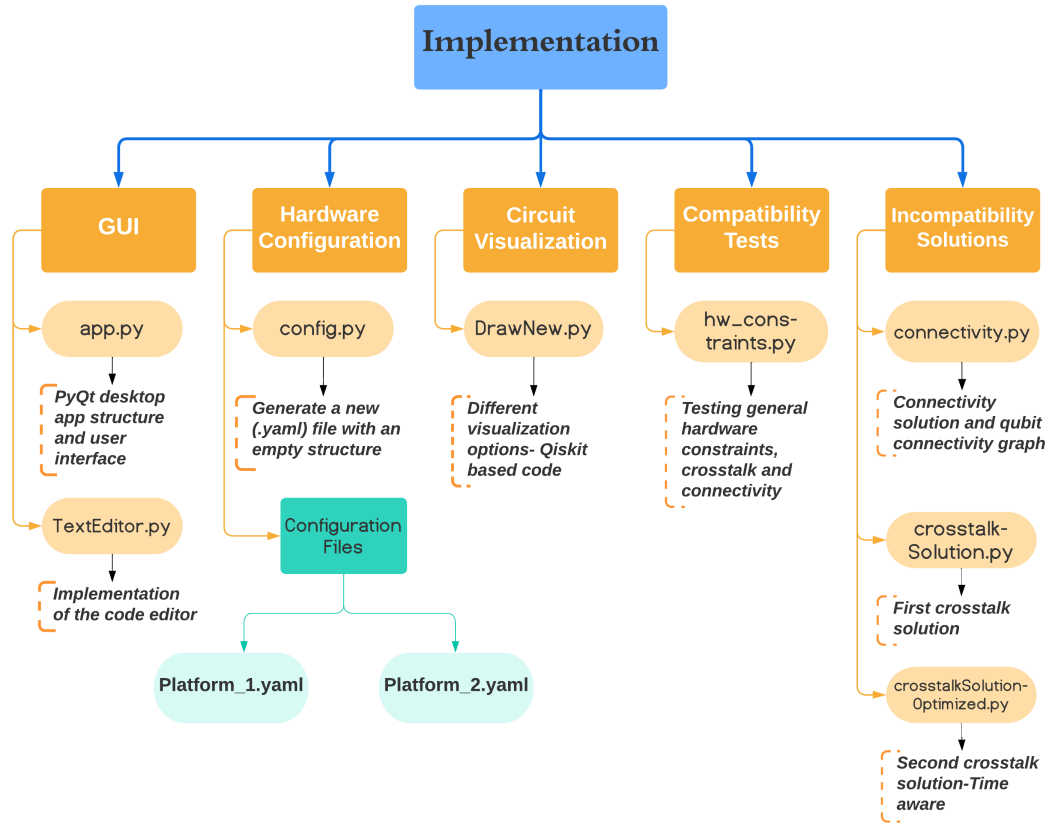 Implementation
GUI
app.py
PyQt desktop
app structure
and user
interface
TextEditor.py
Implementation
of the code editor
Hardware
Configuration
config.py
Generate a new
(.yaml) file with an
empty structure
Configuration
Files
Platform_1.yaml
Platform_2.yaml
Circuit
Visualization
DrawNew.py
Different
visualization
options- Qiskit
based code
Compatibility
Tests
hw_cons-
traints.py
Testing general
hardware
constraints,
crosstalk and
connectivity
Incompatibility
Solutions
connectivity.py
Connectivity
solution and qubit
connectivity graph
crosstalk-
Solution.py
First crosstalk
solution
crosstalkSolution-
Optimized.py
Second crosstalk
solution-Time
aware